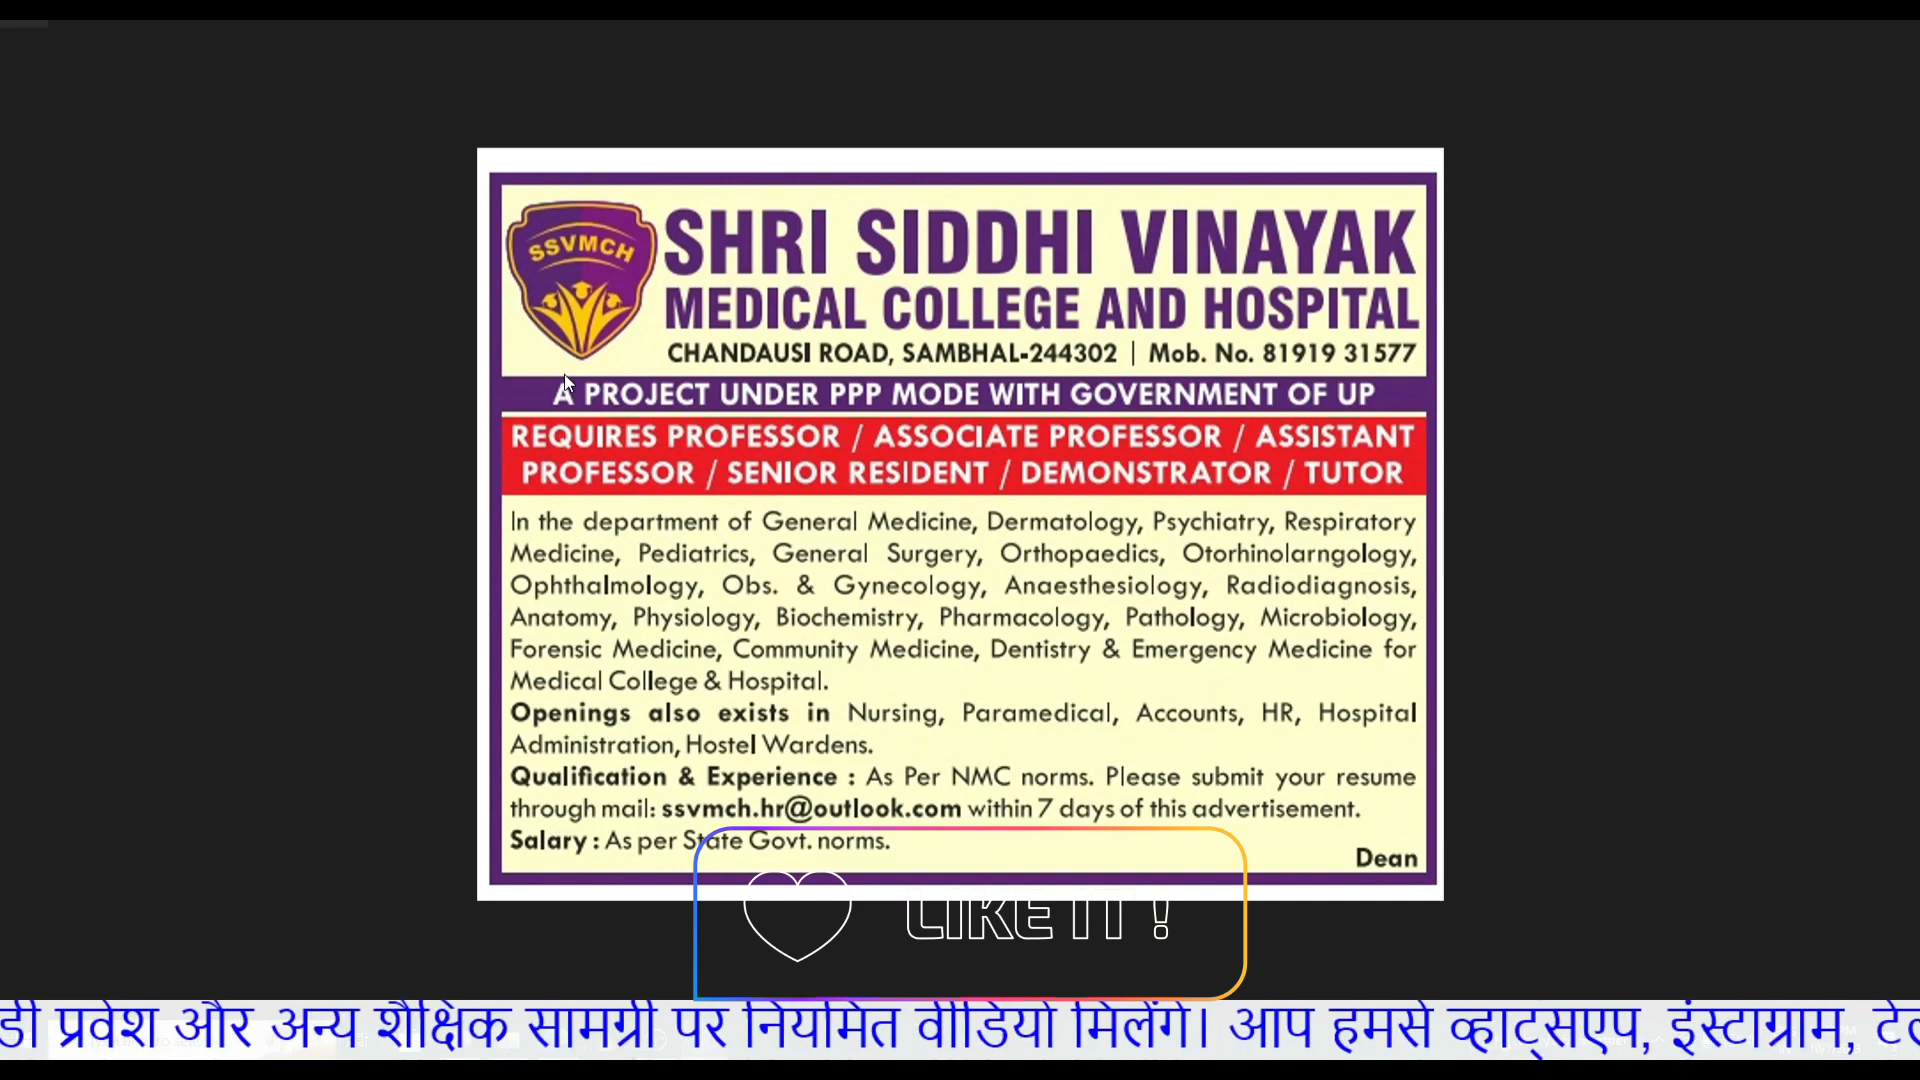 SSVMCH
SHRI SIDDHI VINAYAK
MEDICAL COLLEGE AND HOSPITAL
CHANDAUSI ROAD, SAMBHAL-244302 | Mob. No. 81919 31577
A PROJECT UNDER PPP MODE WITH GOVERNMENT OF UP
REQUIRES PROFESSOR / ASSOCIATE PROFESSOR / ASSISTANT
PROFESSOR / SENIOR RESIDENT / DEMONSTRATOR / TUTOR
In the department of General Medicine, Dermatology, Psychiatry, Respiratory
Medicine, Pediatrics, General Surgery, Orthopaedics, Otorhinolarngology,
Ophthalmology, Obs. & Gynecology, Anaesthesiology, Radiodiagnosis,
Anatomy, Physiology, Biochemistry, Pharmacology, Pathology, Microbiology,
Forensic Medicine, Community Medicine, Dentistry & Emergency Medicine for
Medical College & Hospital.
Openings also exists in Nursing, Paramedical, Accounts, HR, Hospital
Administration, Hostel Wardens.
Qualification & Experience : As Per NMC norms. Please submit your resume
through mail: ssvmch.hr@outlook.com within 7 days of this advertisement.
Salary : As per State Govt. norms.
Dean
LIKE IT !
डी प्रवेश और अन्य शैक्षिक सामग्री पर नियमित वीडियो मिलेंगे। आप हमसे व्हाट्सएप, इंस्टाग्राम,